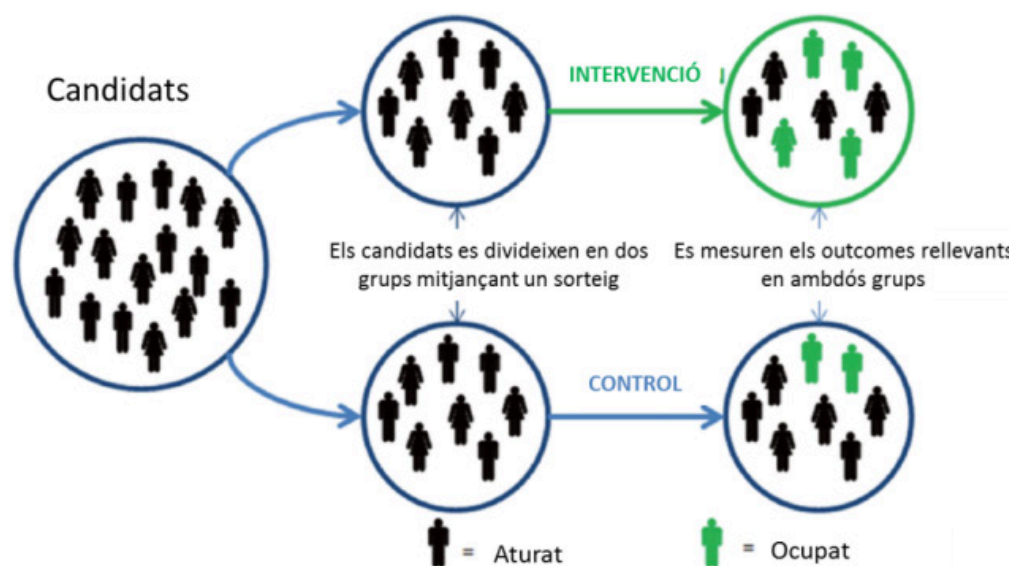 Candidats
INTERVENCIÓ
Els candidats es divideixen en dos
grups mitjançant un sorteig
Es mesuren els outcomes rellevants
en ambdós grups
CONTROL
= Aturat
= Ocupat